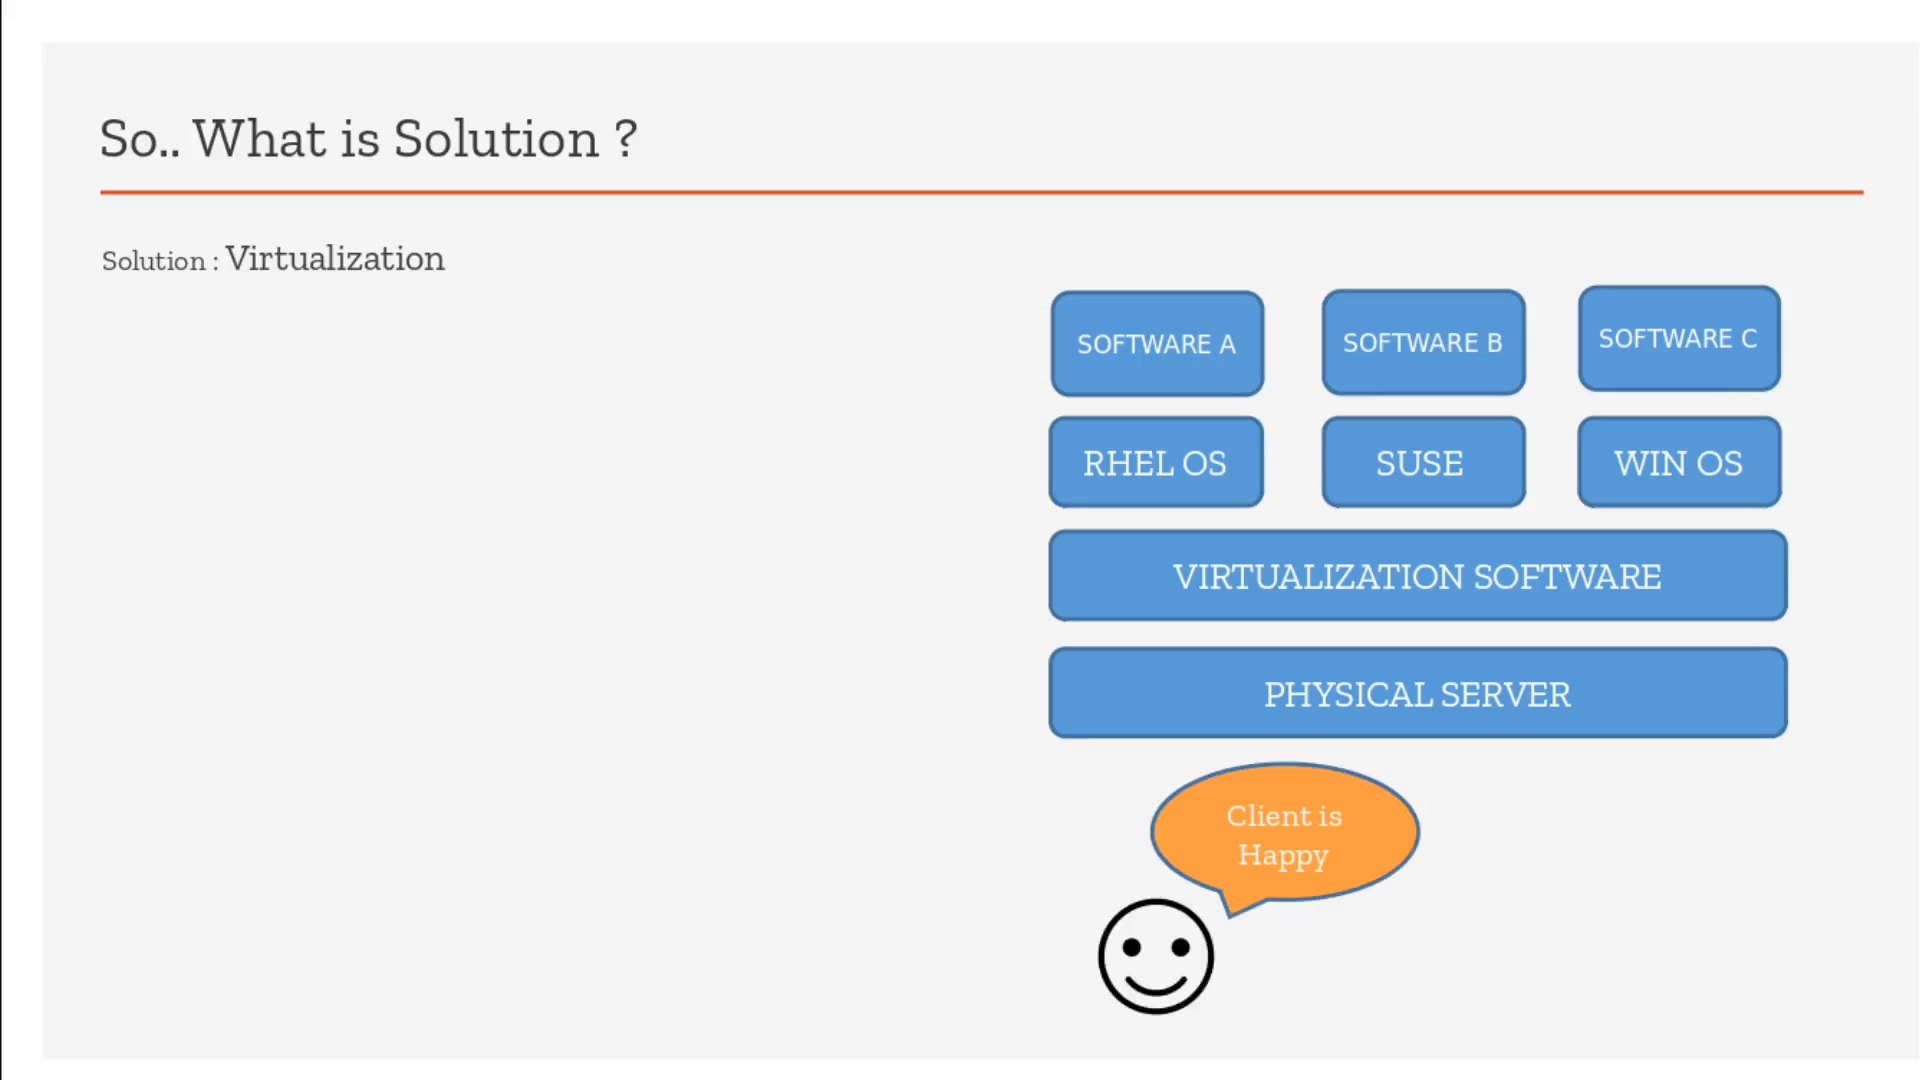 So.. What is Solution ?
Solution : Virtualization
SOFTWARE A
SOFTWARE B
SOFTWARE C
RHEL OS
SUSE
WIN OS
VIRTUALIZATION SOFTWARE
PHYSICAL SERVER
Client is
Happy